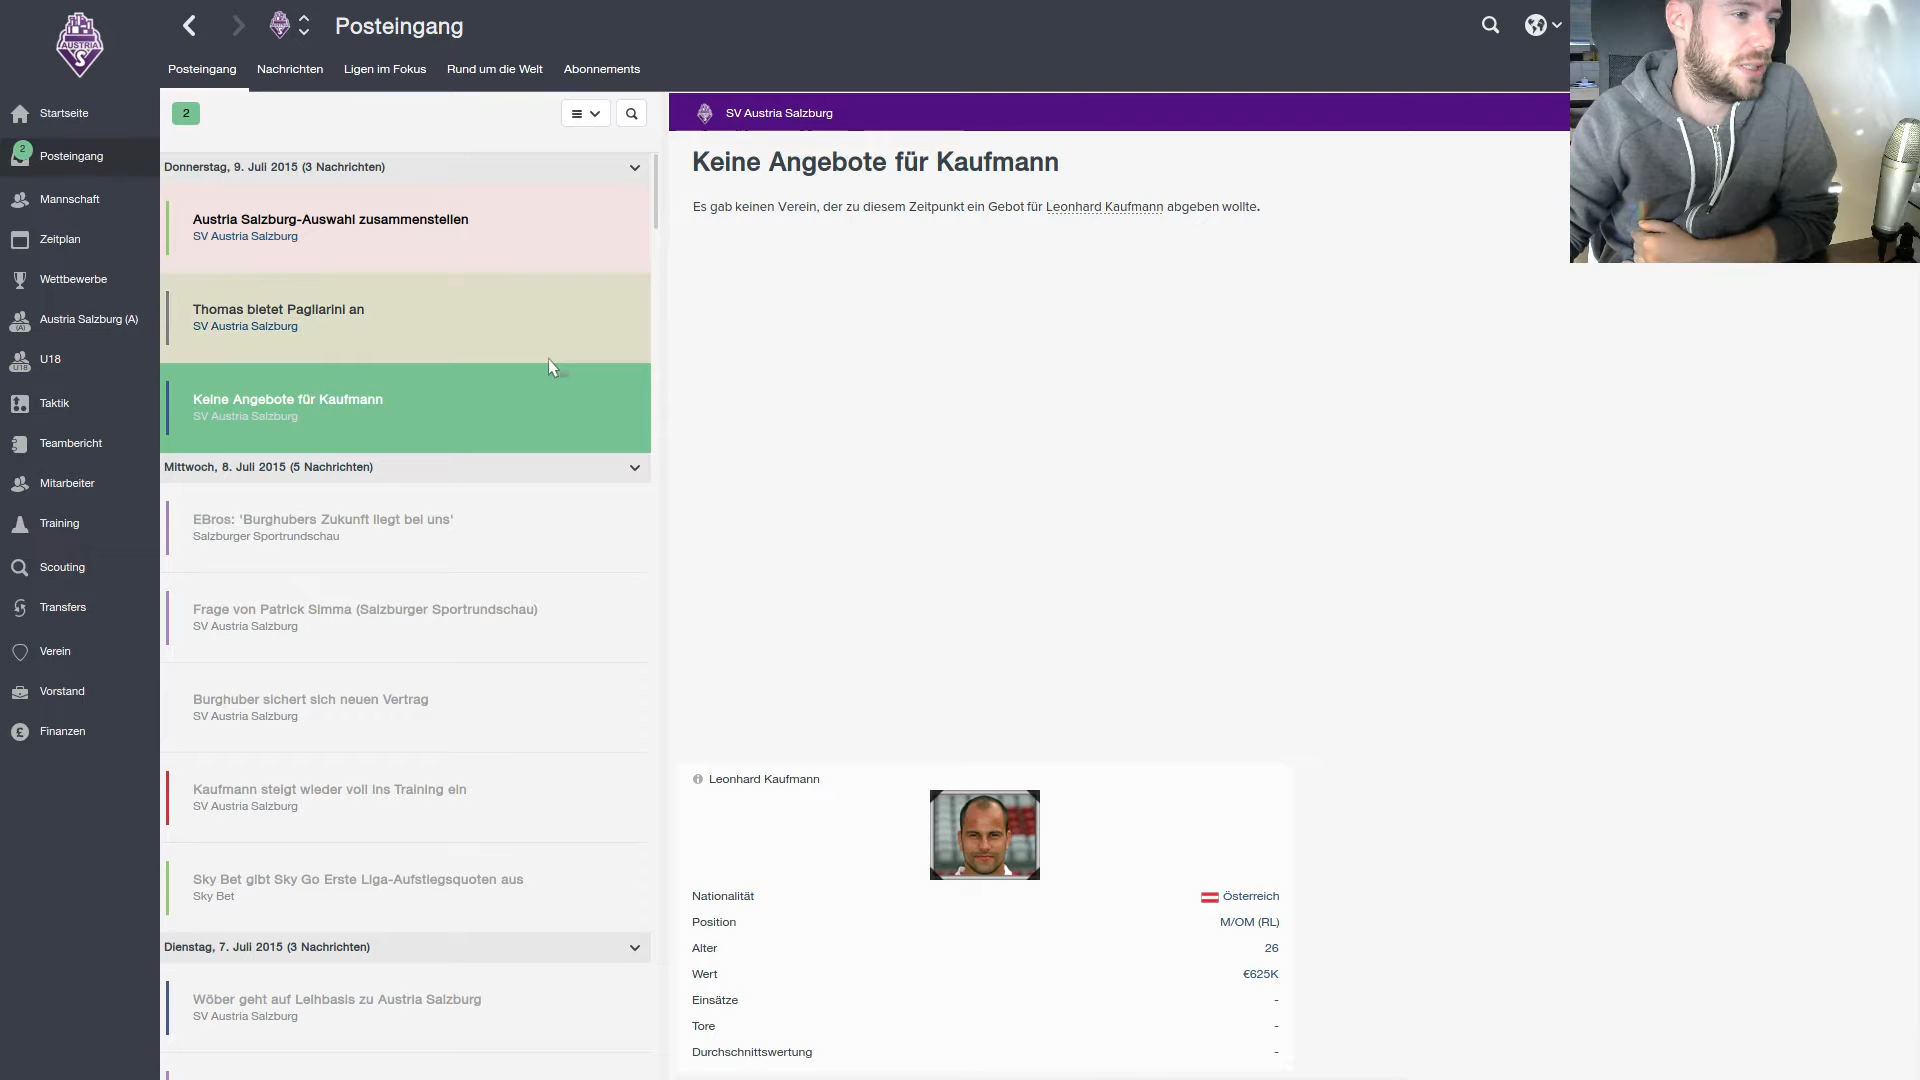 AUSTRIA
S
Posteingang
Posteingang
Nachrichten
Ligen im Fokus
Rund um die Welt
Abonnements
Startseite
2
Posteingang
Mannschaft
Zeitplan
Wettbewerbe
(A)
Austria Salzburg (A)
U18
U18
Taktik
Teambericht
Mitarbeiter
Training
Scouting
Transfers
Verein
Vorstand
£
Finanzen
2
Donnerstag, 9. Juli 2015 (3 Nachrichten)
Austria Salzburg-Auswahl zusammenstellen
SV Austria Salzburg
Thomas bietet Pagliarini an
SV Austria Salzburg
Keine Angebote für Kaufmann
SV Austria Salzburg
Mittwoch, 8. Juli 2015 (5 Nachrichten)
EBros: 'Burghubers Zukunft liegt bei uns'
Salzburger Sportrundschau
Frage von Patrick Simma (Salzburger Sportrundschau)
SV Austria Salzburg
Burghuber sichert sich neuen Vertrag
SV Austria Salzburg
Kaufmann steigt wieder voll ins Training ein
SV Austria Salzburg
Sky Bet gibt Sky Go Erste Liga-Aufstiegsquoten aus
Sky Bet
Dienstag, 7. Juli 2015 (3 Nachrichten)
Wöber geht auf Leihbasis zu Austria Salzburg
SV Austria Salzburg
SV Austria Salzburg
Keine Angebote für Kaufmann
Es gab keinen Verein, der zu diesem Zeitpunkt ein Gebot für Leonhard Kaufmann abgeben wollte.
Leonhard Kaufmann
Nationalität Österreich
Position M/OM (RL)
Alter 26
Wert €625K
Einsätze -
Tore -
Durchschnittswertung -